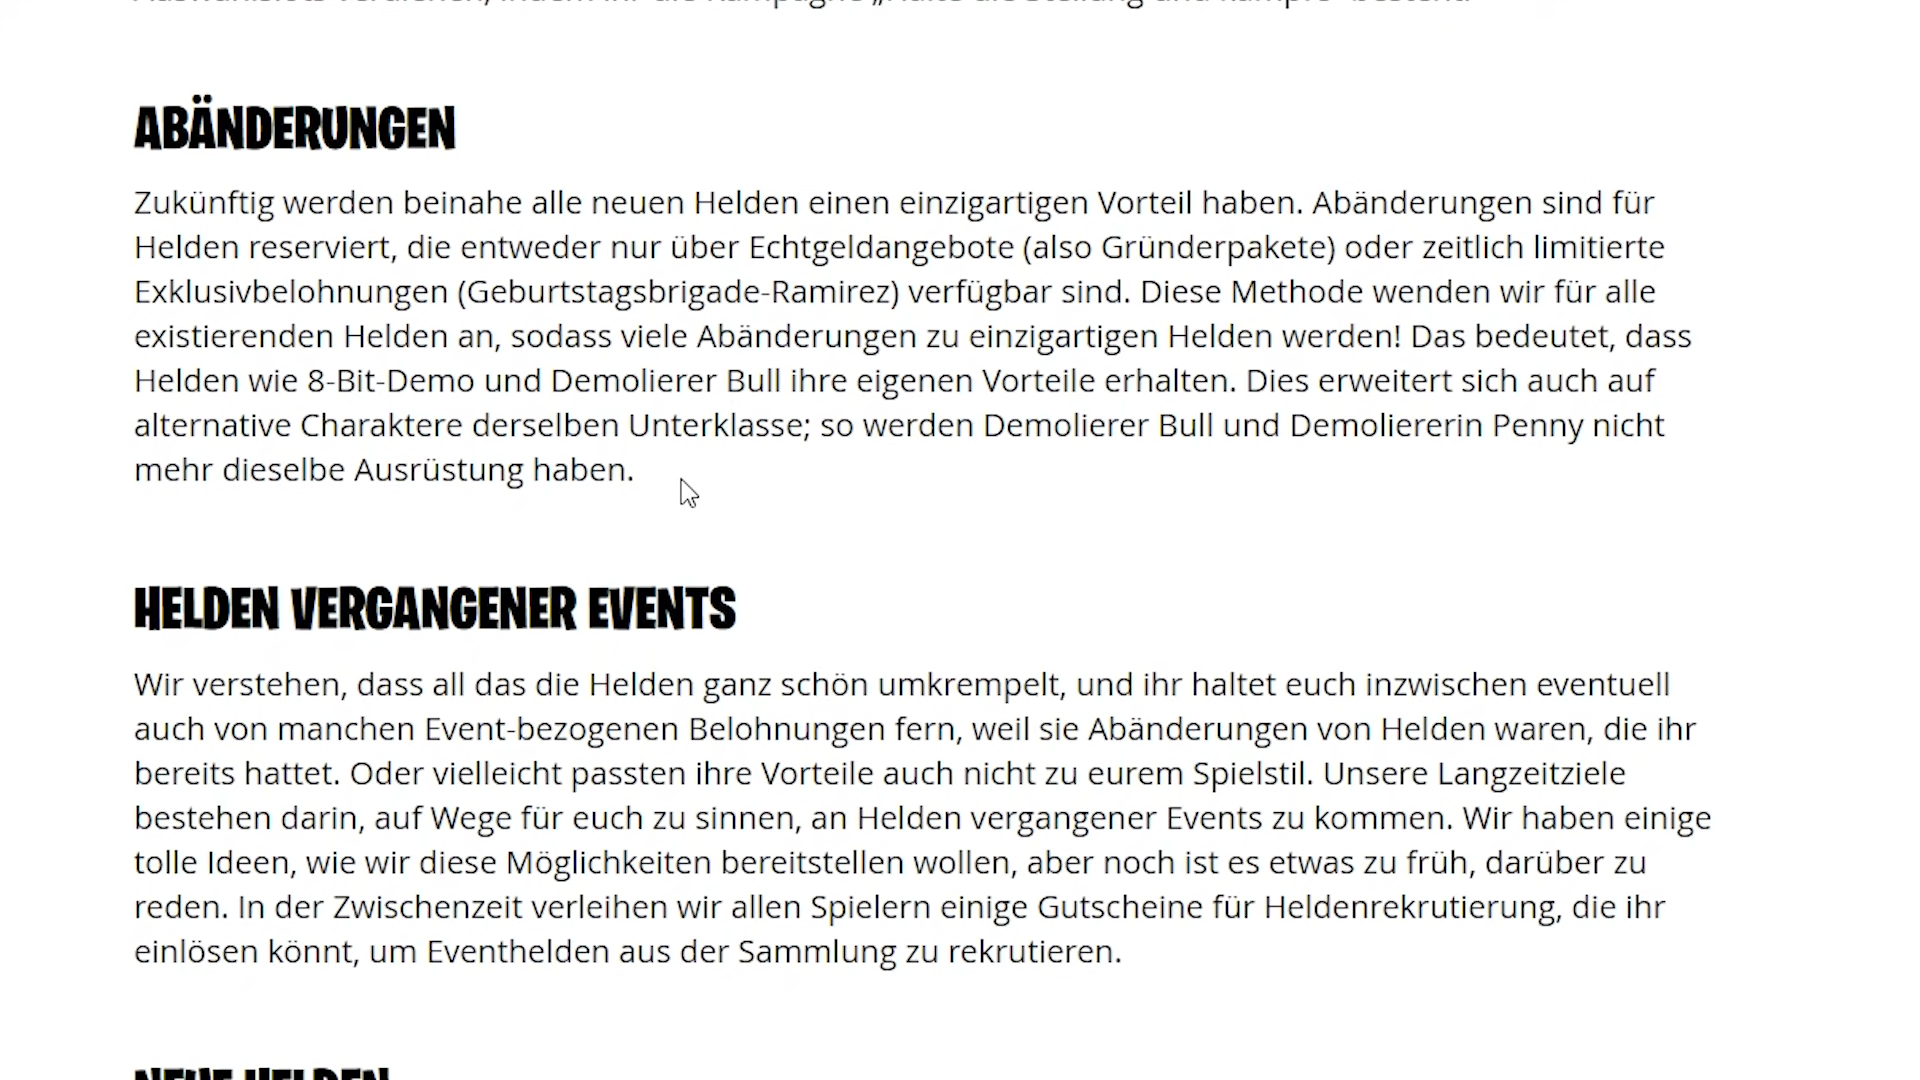 ABÄNDERUNGEN
Zukünftig werden beinahe alle neuen Helden einen einzigartigen Vorteil haben. Abänderungen sind für
Helden reserviert, die entweder nur über Echtgeldangebote (also Gründerpakete) oder zeitlich limitierte
Exklusivbelohnungen (Geburtstagsbrigade-Ramirez) verfügbar sind. Diese Methode wenden wir für alle
existierenden Helden an, sodass viele Abänderungen zu einzigartigen Helden werden! Das bedeutet, dass
Helden wie 8-Bit-Demo und Demolierer Bull ihre eigenen Vorteile erhalten. Dies erweitert sich auch auf
alternative Charaktere derselben Unterklasse; so werden Demolierer Bull und Demoliererin Penny nicht
mehr dieselbe Ausrüstung haben.
HELDEN VERGANGENER EVENTS
Wir verstehen, dass all das die Helden ganz schön umkrempelt, und ihr haltet euch inzwischen eventuell
auch von manchen Event-bezogenen Belohnungen fern, weil sie Abänderungen von Helden waren, die ihr
bereits hattet. Oder vielleicht passten ihre Vorteile auch nicht zu eurem Spielstil. Unsere Langzeitziele
bestehen darin, auf Wege für euch zu sinnen, an Helden vergangener Events zu kommen. Wir haben einige
tolle Ideen, wie wir diese Möglichkeiten bereitstellen wollen, aber noch ist es etwas zu früh, darüber zu
reden. In der Zwischenzeit verleihen wir allen Spielern einige Gutscheine für Heldenrekrutierung, die ihr
einlösen könnt, um Eventhelden aus der Sammlung zu rekrutieren.
NEUE HELDEN